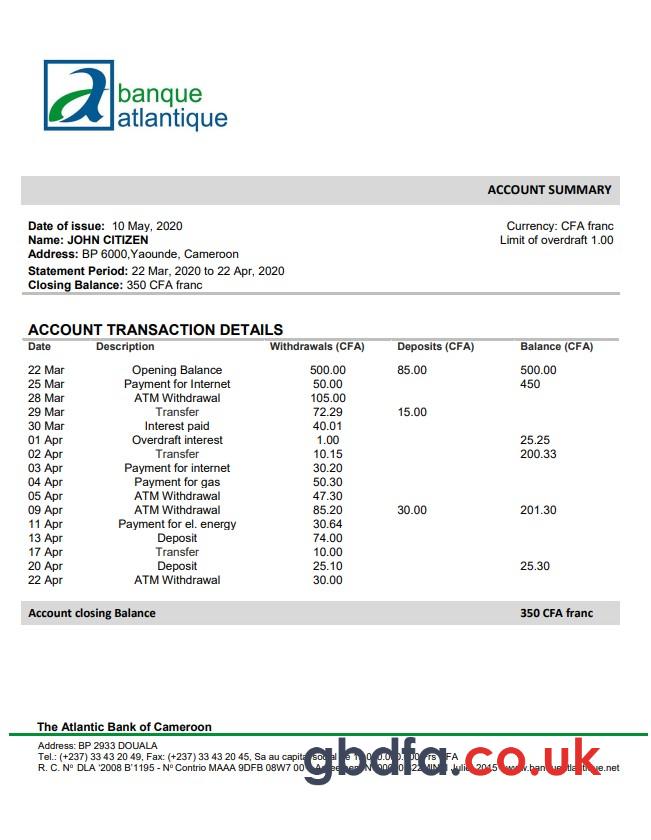 banque
atlantique
ACCOUNT SUMMARY
Date of issue: 10 May, 2020
Currency: CFA franc
Name: JOHN CITIZEN
Limit of overdraft 1.00
Address: BP 6000,Yaounde, Cameroon
Statement Period: 22 Mar, 2020 to 22 Apr, 2020
Closing Balance: 350 CFA franc
ACCOUNT TRANSACTION DETAILS
Date Description Withdrawals (CFA) Deposits (CFA) Balance (CFA)
22 Mar Opening Balance 500.00 85.00 500.00
25 Mar Payment for Internet 50.00 450
28 Mar ATM Withdrawal 105.00
29 Mar Transfer 72.29 15.00
30 Mar Interest paid 40.01
01 Apr Overdraft interest 1.00 25.25
02 Apr Transfer 10.15 200.33
03 Apr Payment for internet 30.20
04 Apr Payment for gas 50.30
05 Apr ATM Withdrawal 47.30
09 Apr ATM Withdrawal 85.20 30.00 201.30
11 Apr Payment for el. energy 30.64
13 Apr Deposit 74.00
17 Apr Transfer 10.00
20 Apr Deposit 25.10 25.30
22 Apr ATM Withdrawal 30.00
Account closing Balance 350 CFA franc
The Atlantic Bank of Cameroon
Address: BP 2933 DOUALA
Tel.: (+237) 33 43 20 49, Fax: (+237) 33 43 20 45, Sa au capital social
R. C. Nº DLA '2008 B'1195 - Nº Contrio MAAA 9DFB 08W7 00 2015
gbdfa.co.uk